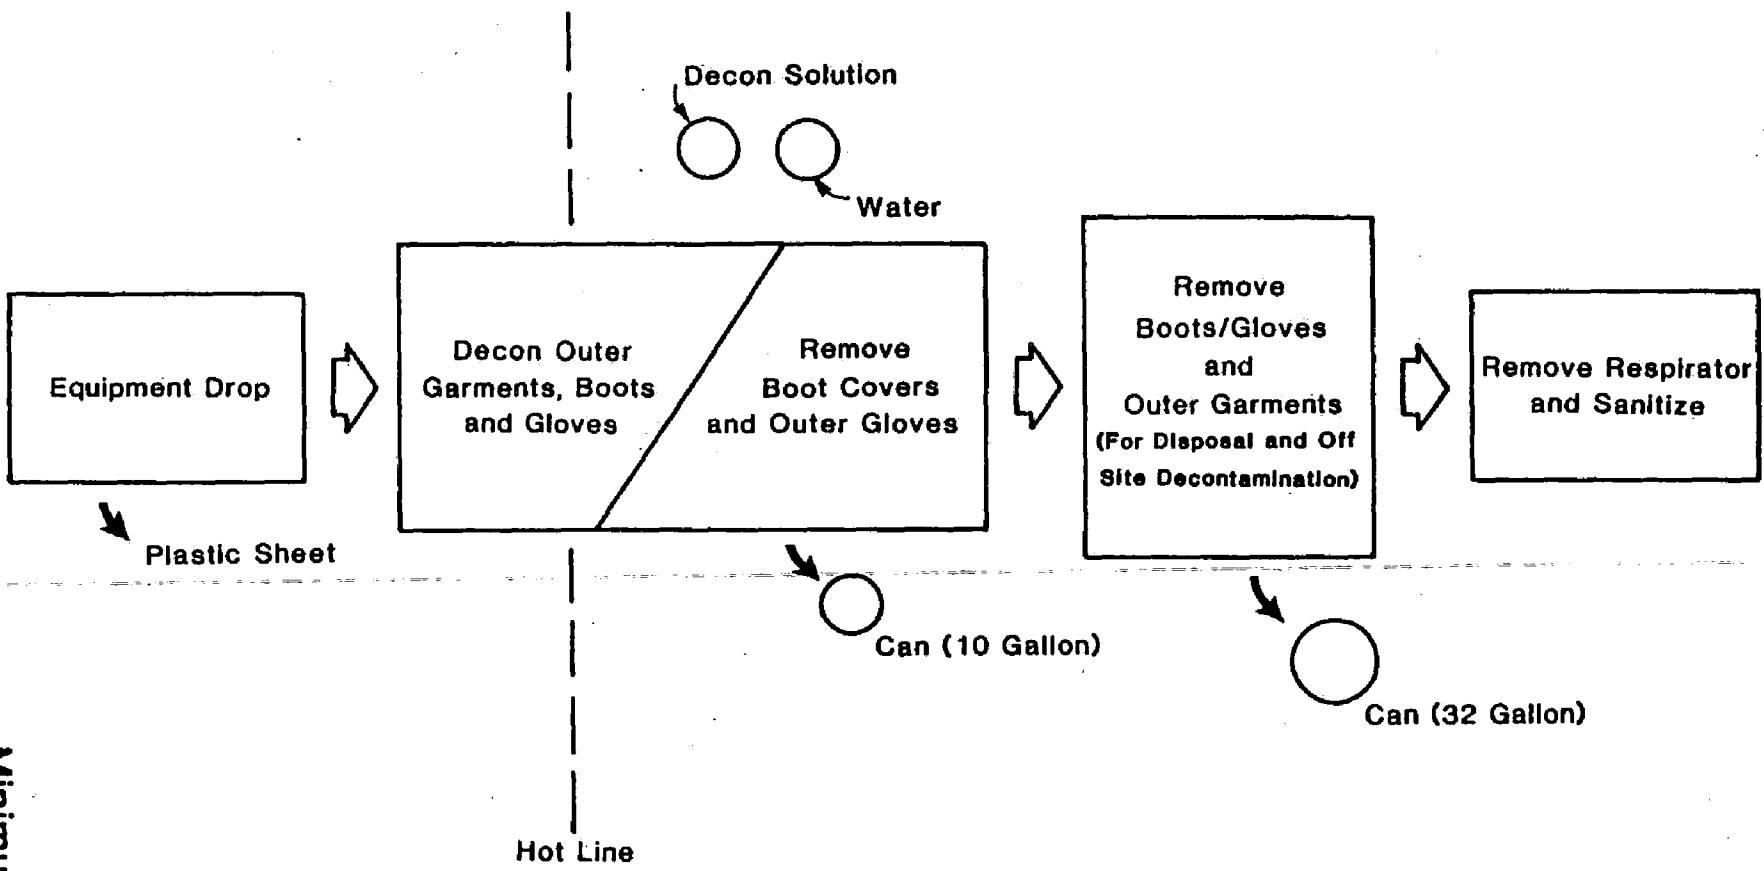 Decon Solution
Water
Equipment Drop
Plastic Sheet
Decon Outer
Garments, Boots
and Gloves
Remove
Boot Covers
and Outer Gloves
Can (10 Gallon)
Remove
Boots/Gloves
and
Outer Garments
(For Disposal and Off
Site Decontamination)
Can (32 Gallon)
Remove Respirator
and Sanitize
Hot Line